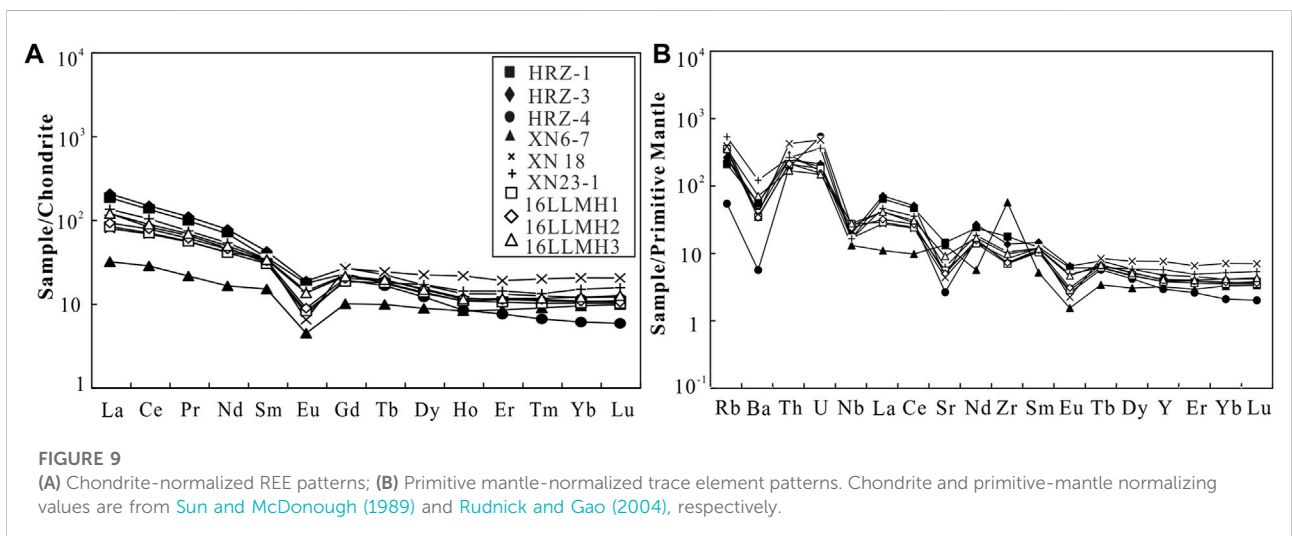 A
Sample/Chondrite
10⁴
10³
10²
10
1
La Ce Pr Nd Sm Eu Gd Tb Dy Ho Er Tm Yb Lu
HRZ-1
HRZ-3
HRZ-4
XN6-7
XN 18
XN23-1
16LLMH1
16LLMH2
16LLMH3
B
Sample/Primitive Mantle
10⁴
10³
10²
10
1
10⁻¹
Rb Ba Th U Nb La Ce Sr Nd Zr Sm Eu Tb Dy Y Er Yb Lu
FIGURE 9
(A) Chondrite-normalized REE patterns; (B) Primitive mantle-normalized trace element patterns. Chondrite and primitive-mantle normalizing
values are from Sun and McDonough (1989) and Rudnick and Gao (2004), respectively.